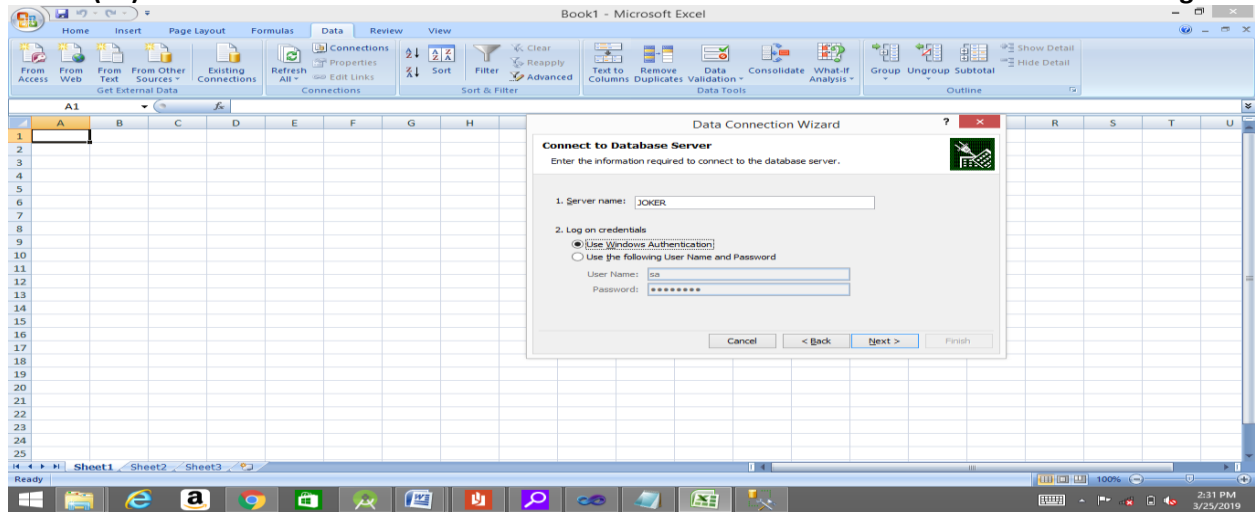 Book1 - Microsoft Excel
Home Insert Page Layout Formulas Data Review View
From Access
From Web
From Text
From Other Sources
Existing Connections
Get External Data
Refresh All
Connections
Properties
Edit Links
Connections
Sort
Filter
Clear
Reapply
Advanced
Sort & Filter
Text to Columns
Remove Duplicates
Data Validation
Consolidate
What-If Analysis
Data Tools
Group
Ungroup
Subtotal
Show Detail
Hide Detail
Outline
A1 fx
A B C D E F G H R S T U
1
2
3
4
5
6
7
8
9
10
11
12
13
14
15
16
17
18
19
20
21
22
23
24
25
Data Connection Wizard ? ×
Connect to Database Server
Enter the information required to connect to the database server.
1. Server name: JOKER
2. Log on credentials
Use Windows Authentication
Use the following User Name and Password
User Name: sa
Password: ••••••••
Cancel < Back Next > Finish
Sheet1 Sheet2 Sheet3
Ready 100%
2:31 PM
3/25/2019